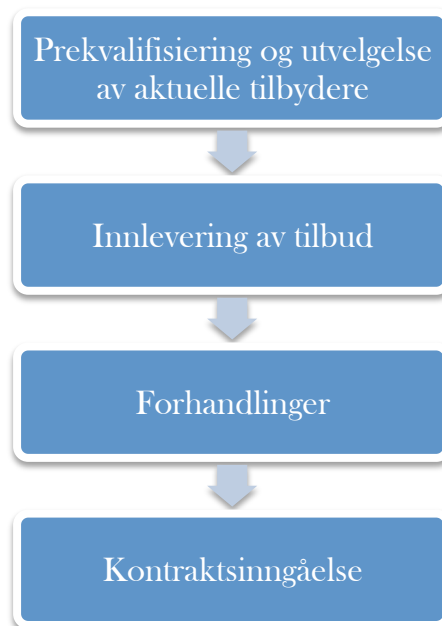 Prekvalifisiering og utvelgelse
av aktuelle tilbydere
Innlevering av tilbud
Forhandlinger
Kontraktsinngåelse